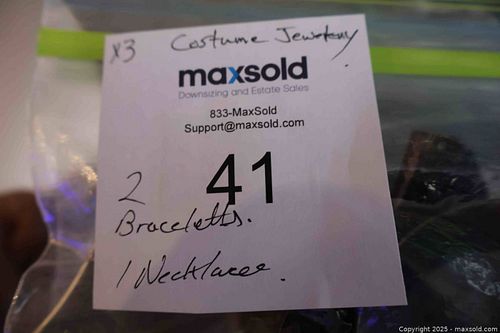 x3 Costume Jewelery.
maxsold
Downsizing and Estate Sales
833-MaxSold
Support@maxsold.com
41
2
Braceletts.
1 Necklace.
Copyright 2025 - maxsold.com